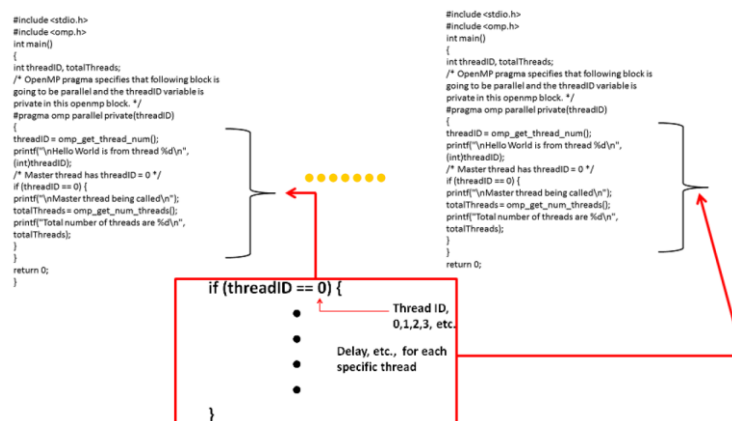 #include <stdio.h>
#include <omp.h>
int main()
{
int threadID, totalThreads;
/* OpenMP pragma specifies that following block is
going to be parallel and the threadID variable is
private in this openmp block. */
#pragma omp parallel private(threadID)
{
threadID = omp_get_thread_num();
printf("\nHello World is from thread %d\n",
(int)threadID);
/* Master thread has threadID = 0 */
if (threadID == 0) {
printf("\nMaster thread being called\n");
totalThreads = omp_get_num_threads();
printf("Total number of threads are %d\n",
totalThreads);
}
}
return 0;
}
#include <stdio.h>
#include <omp.h>
int main()
{
int threadID, totalThreads;
/* OpenMP pragma specifies that following block is
going to be parallel and the threadID variable is
private in this openmp block. */
#pragma omp parallel private(threadID)
{
threadID = omp_get_thread_num();
printf("\nHello World is from thread %d\n",
(int)threadID);
/* Master thread has threadID = 0 */
if (threadID == 0) {
printf("\nMaster thread being called\n");
totalThreads = omp_get_num_threads();
printf("Total number of threads are %d\n",
totalThreads);
}
}
return 0;
}
if (threadID == 0) {
Thread ID,
0,1,2,3, etc.
Delay, etc., for each
specific thread
}